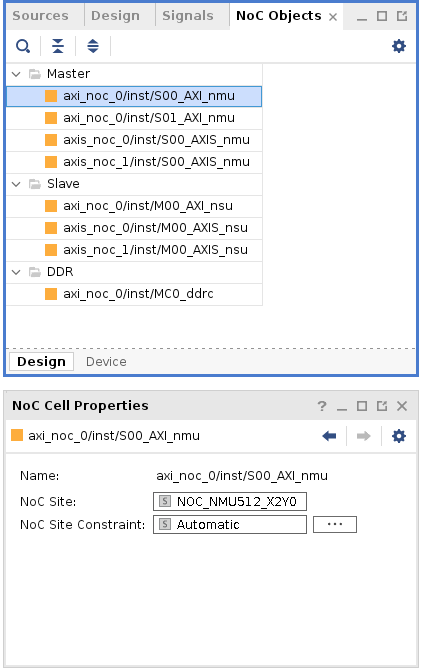 Sources Design Signals NoC Objects
Master
axi_noc_0/inst/S00_AXI_nmu
axi_noc_0/inst/S01_AXI_nmu
axis_noc_0/inst/S00_AXIS_nmu
axis_noc_1/inst/S00_AXIS_nmu
Slave
axi_noc_0/inst/M00_AXI_nsu
axis_noc_0/inst/M00_AXIS_nsu
axis_noc_1/inst/M00_AXIS_nsu
DDR
axi_noc_0/inst/MC0_ddrc
Design Device
NoC Cell Properties
axi_noc_0/inst/S00_AXI_nmu
Name: axi_noc_0/inst/S00_AXI_nmu
NoC Site: S NOC_NMU512_X2Y0
NoC Site Constraint: S Automatic ...